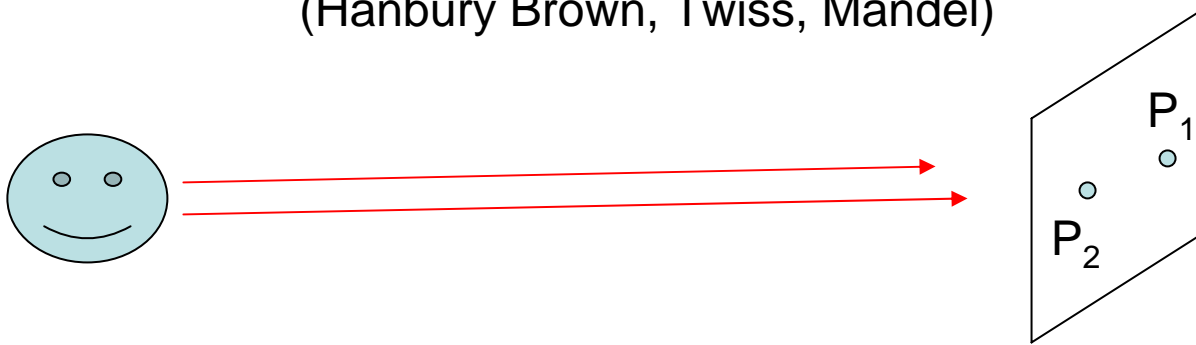 (Hanbury Brown, Twiss, Mandel)
P₁
P₂